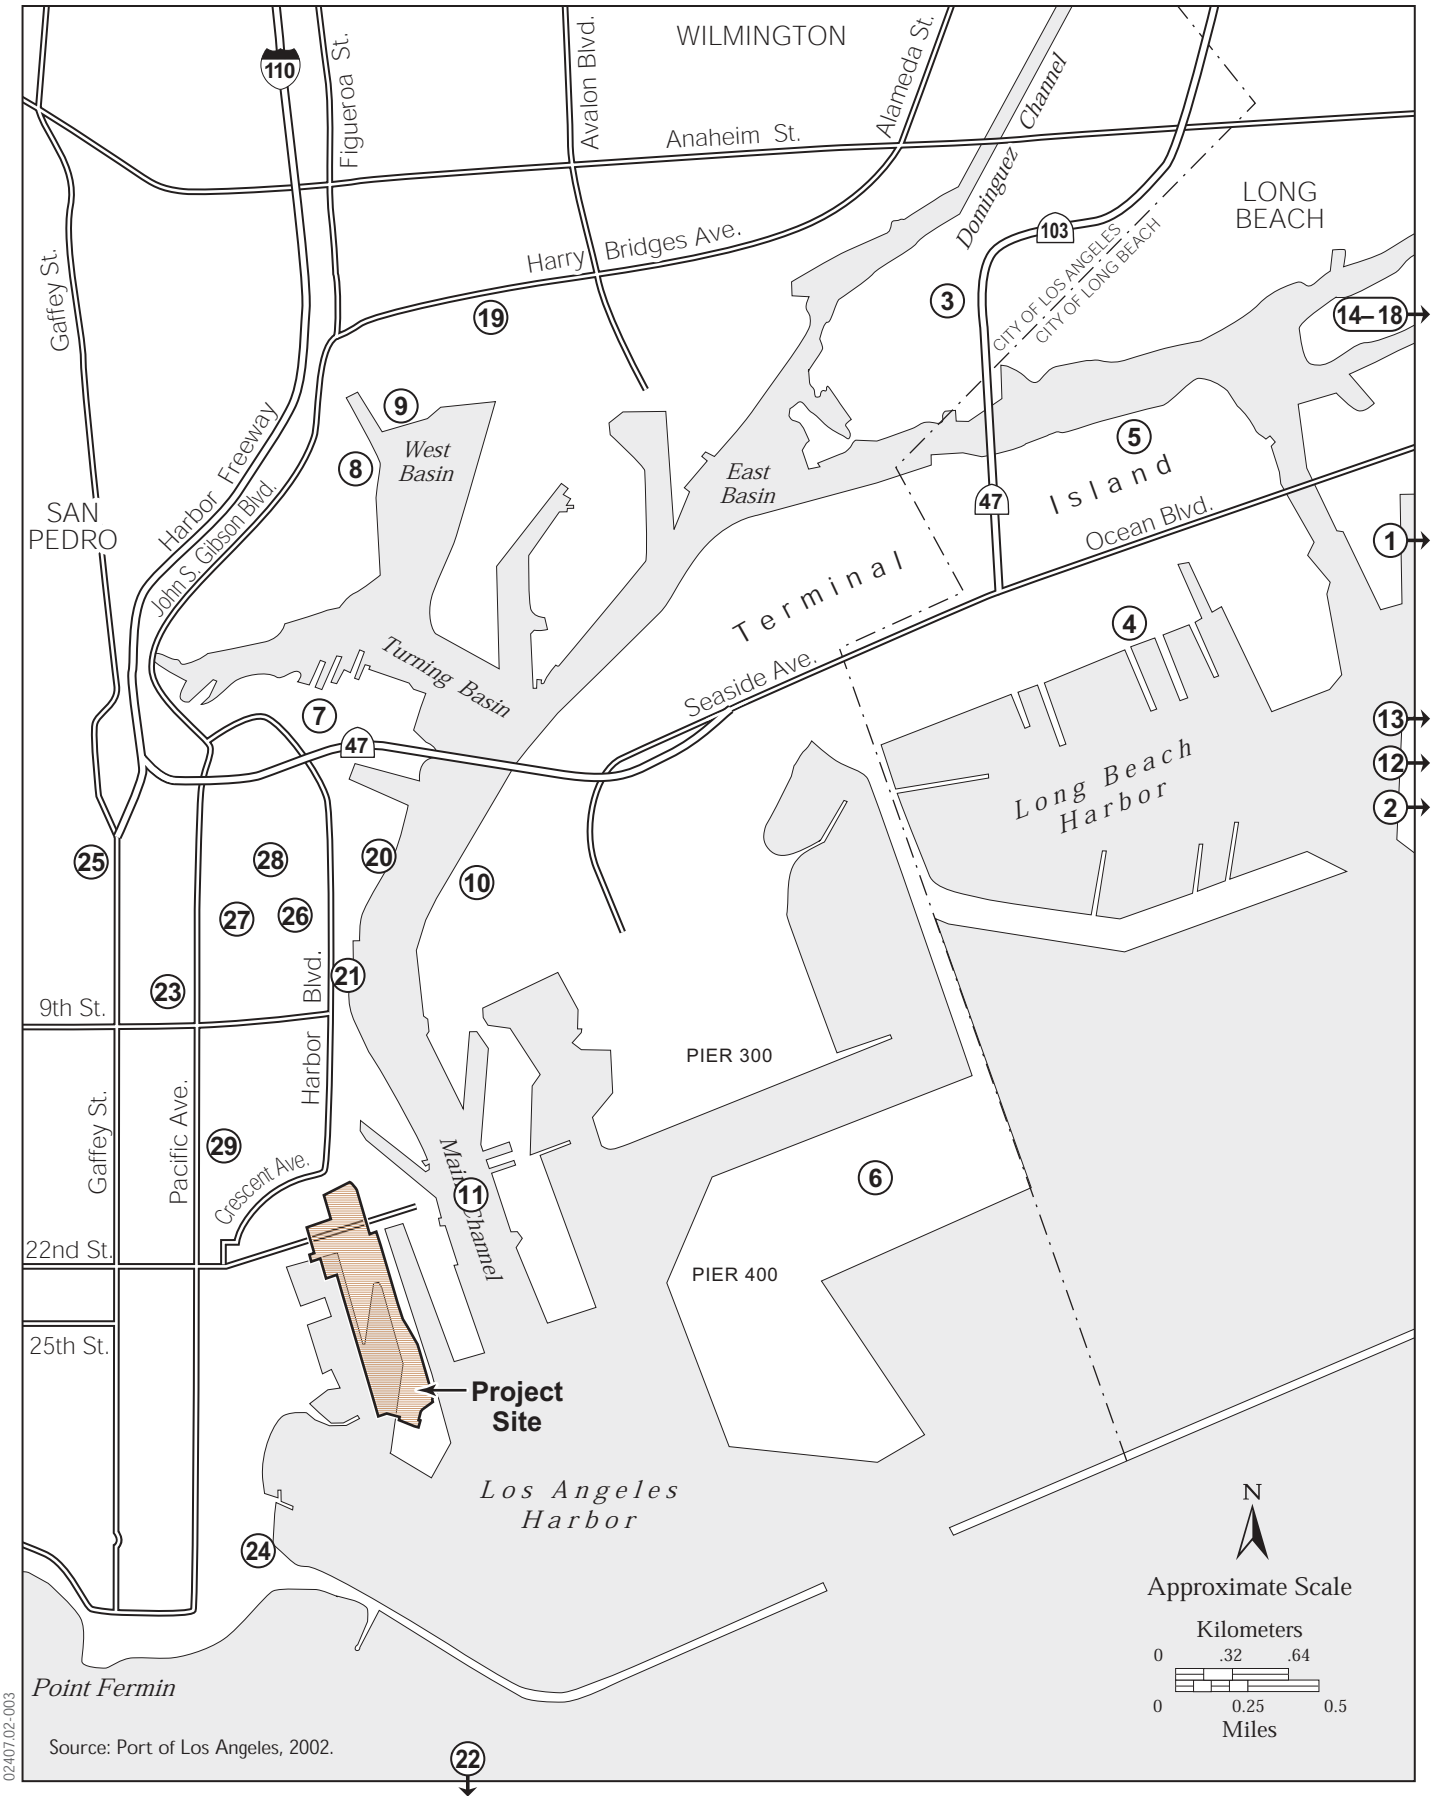 WILMINGTON
110
Figueroa St.
Avalon Blvd.
Alameda St.
Dominguez Channel
Anaheim St.
LONG
BEACH
103
Harry Bridges Ave.
CITY OF LOS ANGELES
CITY OF LONG BEACH
Gaffey St.
3
14–18
19
9
West
Basin
8
East
Basin
5
47
Terminal Island
Ocean Blvd.
SAN
PEDRO
Harbor Freeway
John S. Gibson Blvd.
1
4
Turning Basin
Seaside Ave.
7
47
13
12
2
Long Beach
Harbor
25
28
20
10
27
26
21
23
Harbor Blvd.
9th St.
PIER 300
Gaffey St.
Pacific Ave.
29
Crescent Ave.
Main Channel
11
6
22nd St.
PIER 400
25th St.
Project
Site
Los Angeles
Harbor
24
N
Approximate Scale
Kilometers
0 .32 .64
0 0.25 0.5
Miles
Point Fermin
Source: Port of Los Angeles, 2002.
22
02407.02-003